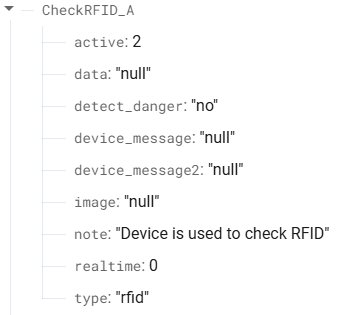 CheckRFID_A
active: 2
data: "null"
detect_danger: "no"
device_message: "null"
device_message2: "null"
image: "null"
note: "Device is used to check RFID"
realtime: 0
type: "rfid"